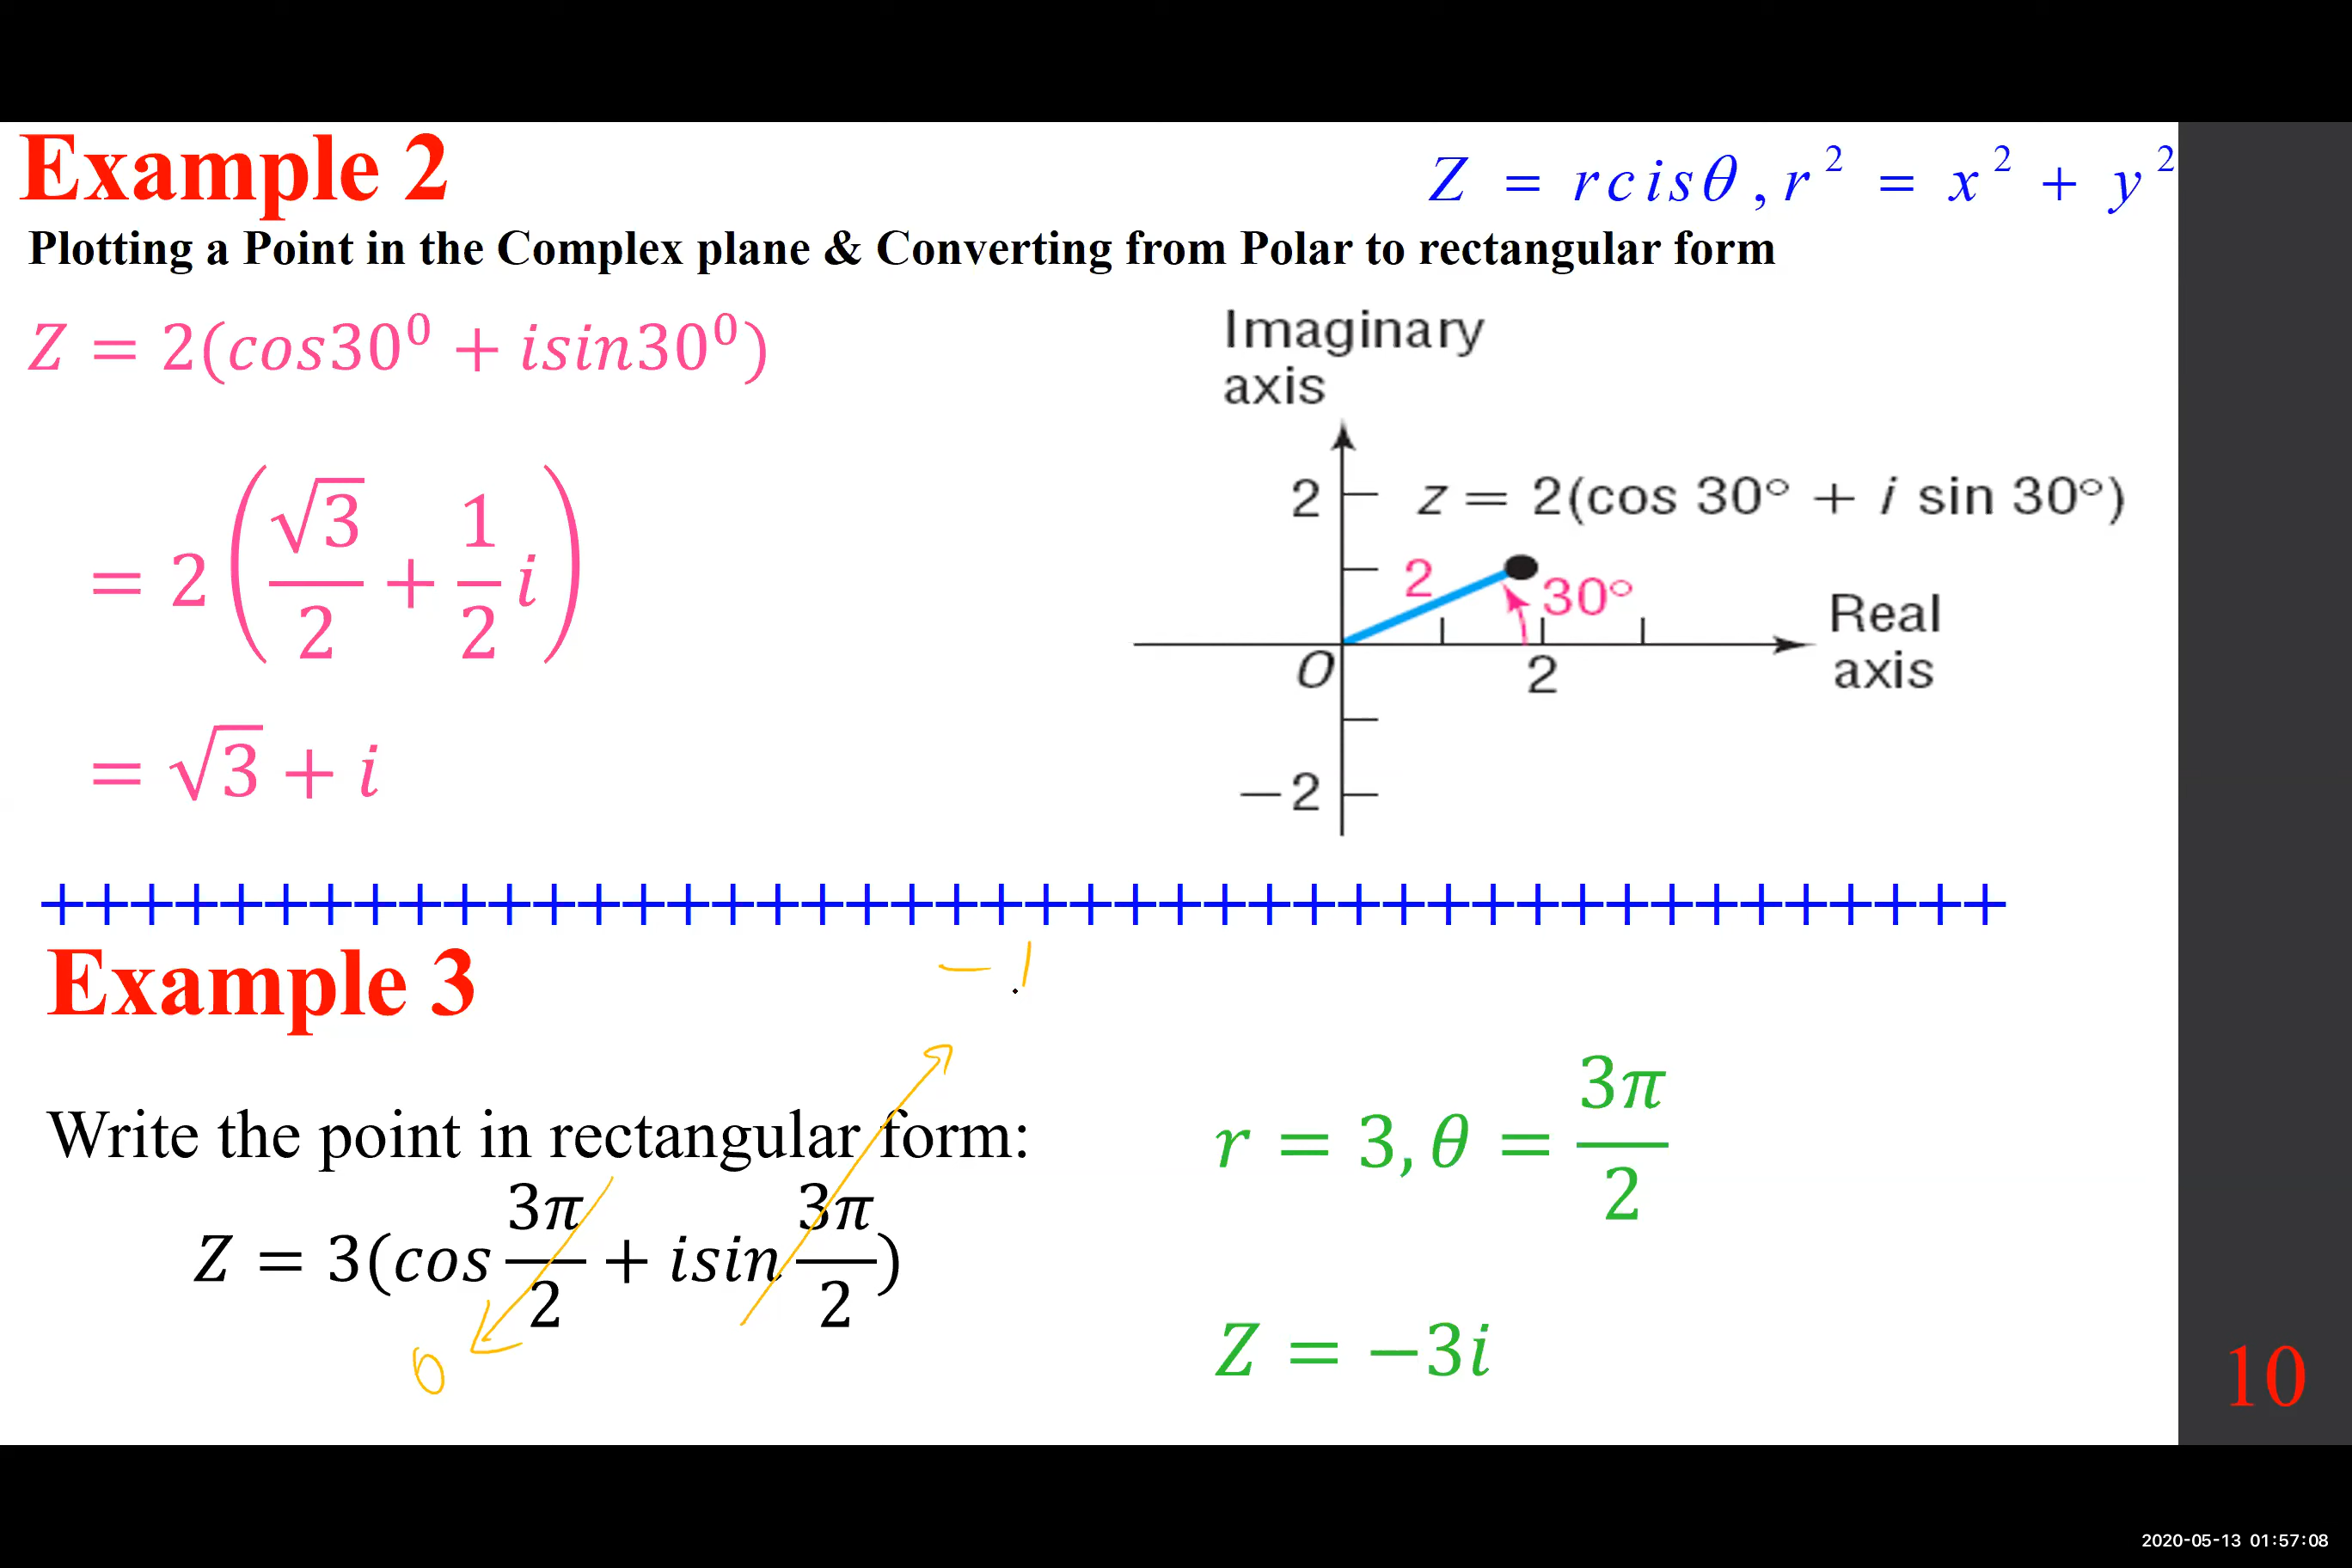 Example 2
Z = rcisθ, r² = x² + y²
Plotting a Point in the Complex plane & Converting from Polar to rectangular form
Z = 2(cos30⁰ + isin30⁰)
= 2(√3/2 + 1/2 i)
= √3 + i
Imaginary
axis
2
z = 2(cos 30° + i sin 30°)
2
30°
Real
axis
O
2
−2
+++++++++++++++++++++++++++++++++++++++++++++
Example 3
−1
Write the point in rectangular form:
Z = 3(cos 3π/2 + isin 3π/2)
0
r = 3, θ = 3π/2
Z = −3i
10
2020-05-13 01:57:08